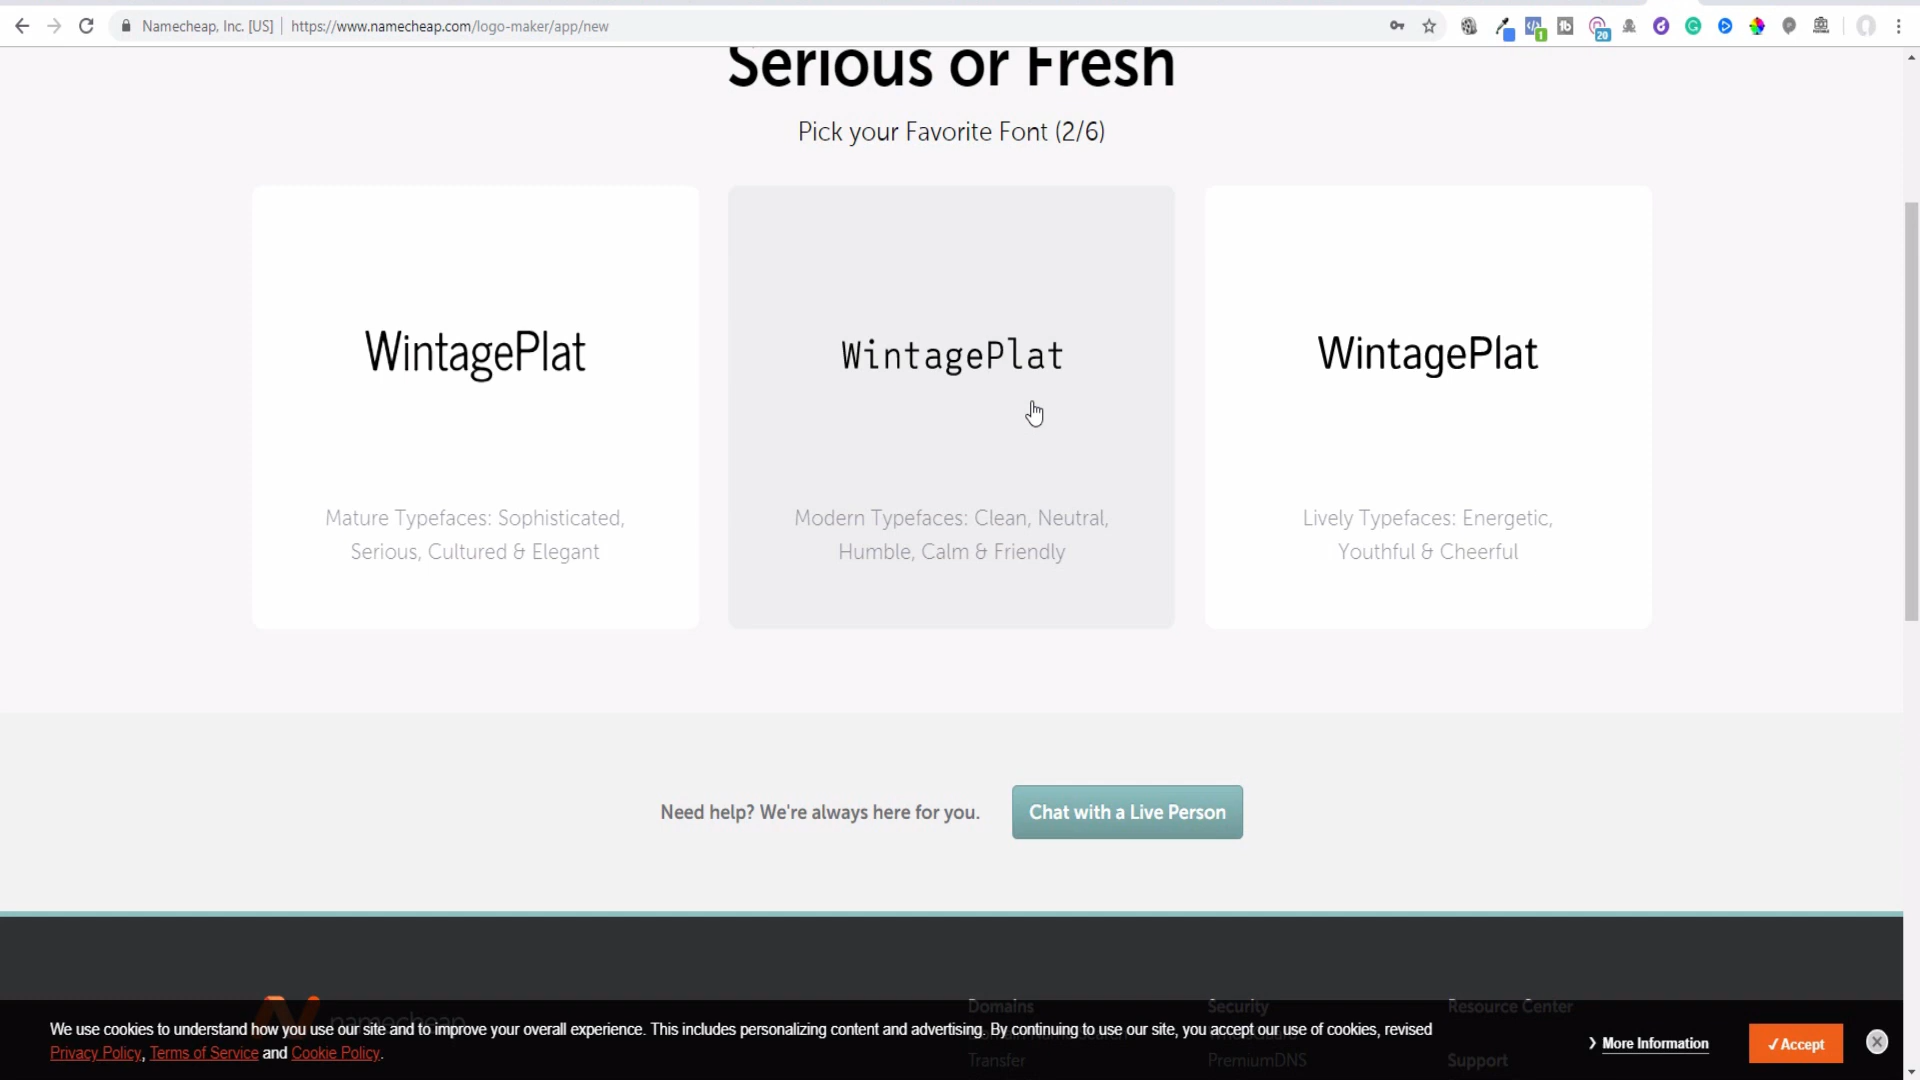 Namecheap, Inc. [US] | https://www.namecheap.com/logo-maker/app/new
Serious or Fresh
Pick your Favorite Font (2/6)
WintagePlat
WintagePlat
WintagePlat
Mature Typefaces: Sophisticated,
Serious, Cultured & Elegant
Modern Typefaces: Clean, Neutral,
Humble, Calm & Friendly
Lively Typefaces: Energetic,
Youthful & Cheerful
Need help? We're always here for you.
Chat with a Live Person
namecheap
Domains
Security
Resource Center
We use cookies to understand how you use our site and to improve your overall experience. This includes personalizing content and advertising. By continuing to use our site, you accept our use of cookies, revised
Privacy Policy, Terms of Service and Cookie Policy.
More Information
✓Accept
Transfer
PremiumDNS
Support